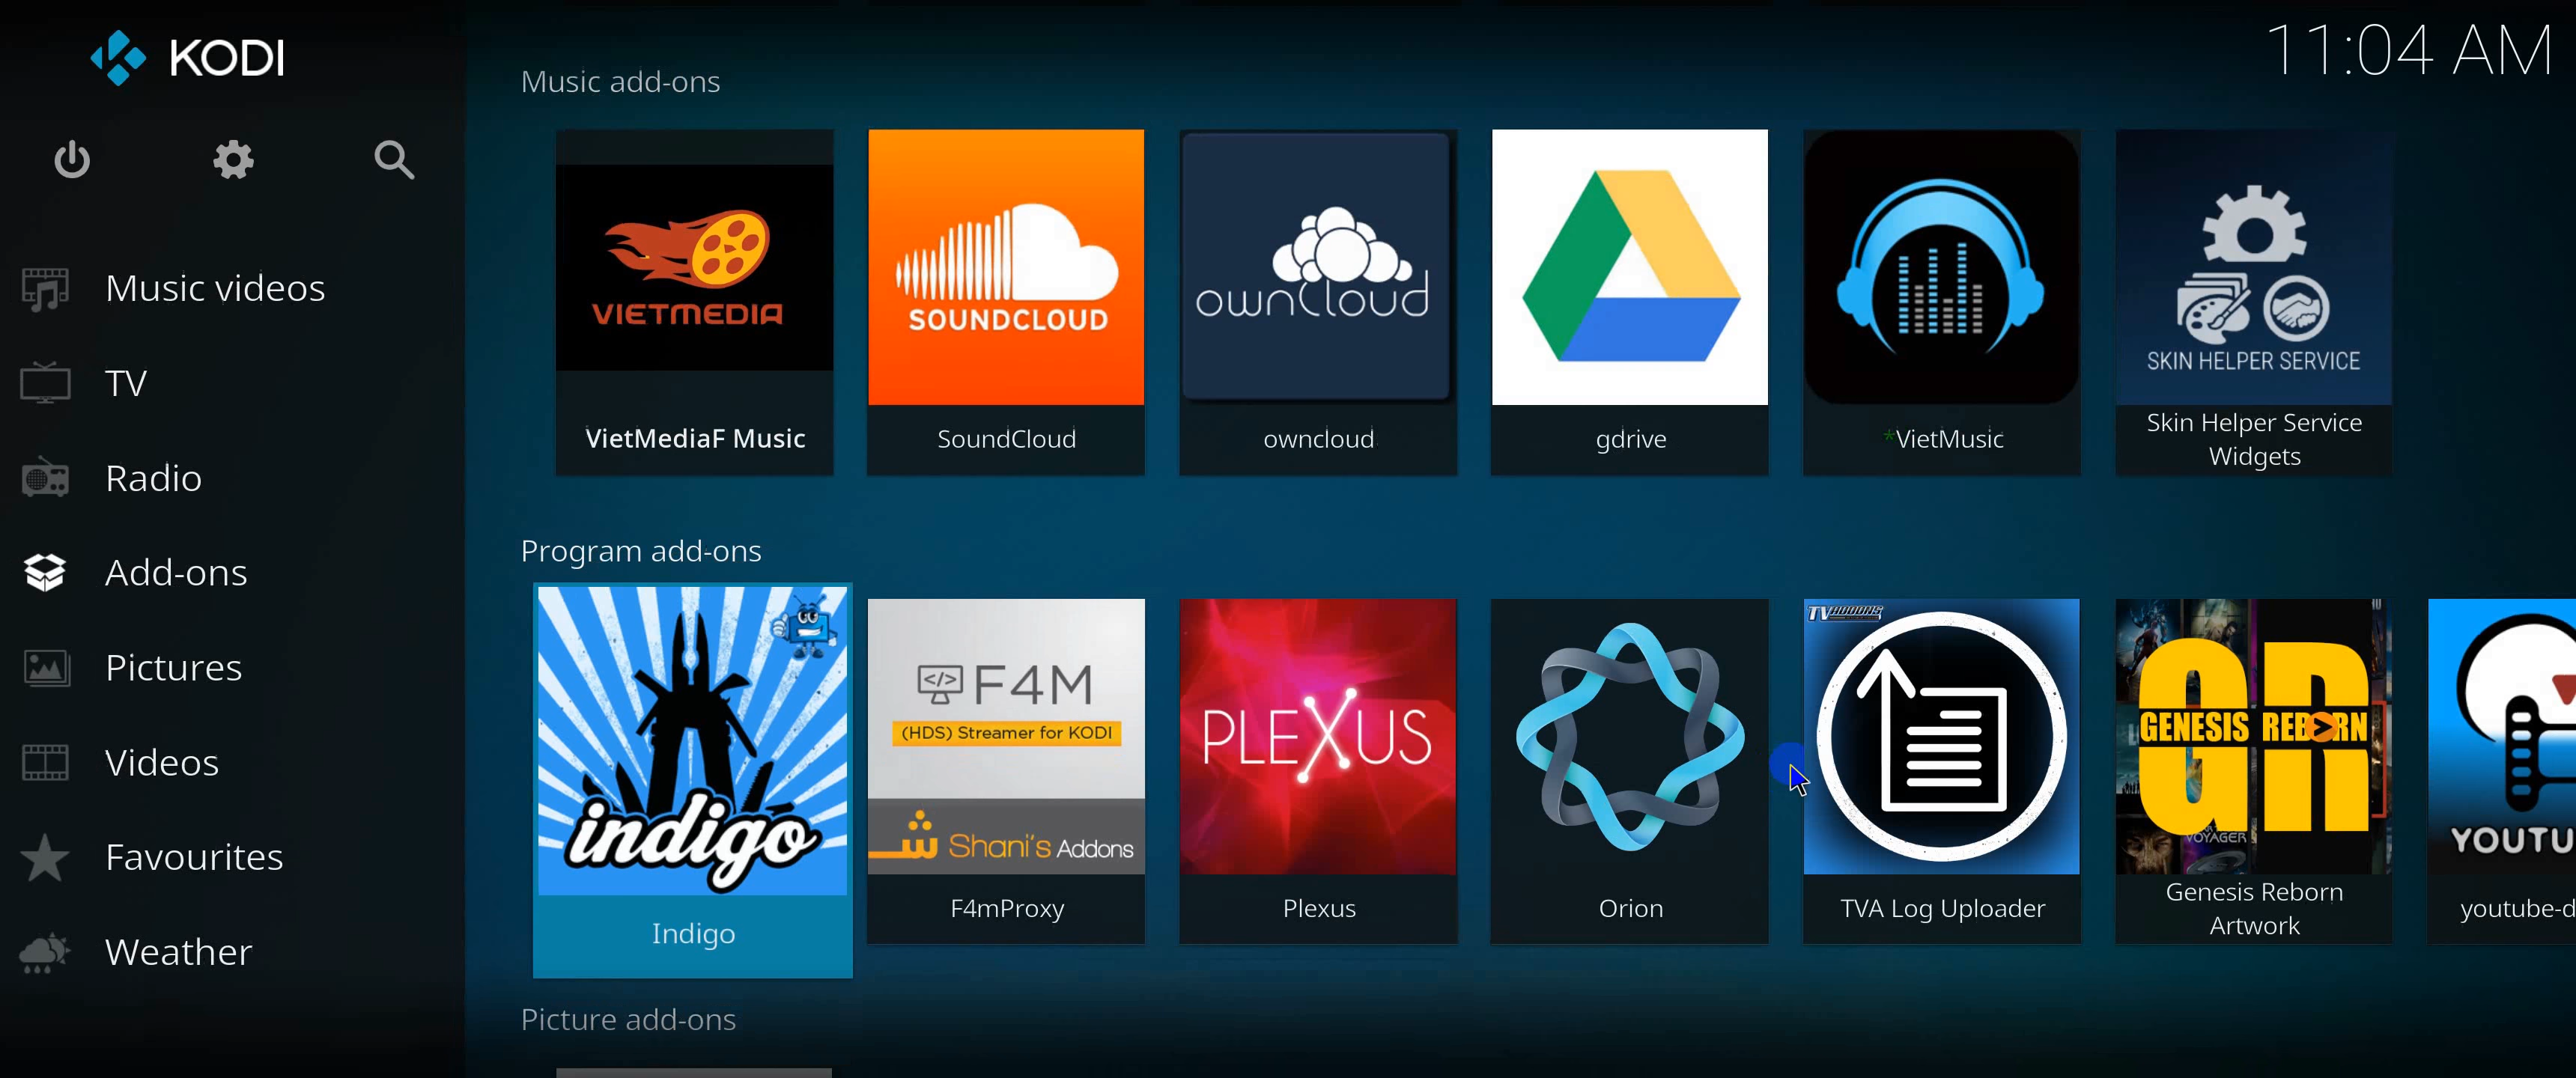 KODI
11:04 AM
Music videos
TV
Radio
Add-ons
Pictures
Videos
Favourites
Weather
Music add-ons
VIETMEDIA
SOUNDCLOUD
ownCloud
SKIN HELPER SERVICE
VietMediaF Music
SoundCloud
owncloud
gdrive
*VietMusic
Skin Helper Service
Widgets
Program add-ons
indigo
</> F4M
(HDS) Streamer for KODI
ش Shani's Addons
PLEXUS
TVADDONS
GR
GENESIS REBORN
VOYAGER
YOUTU
Indigo
F4mProxy
Plexus
Orion
TVA Log Uploader
Genesis Reborn
Artwork
youtube-d
Picture add-ons